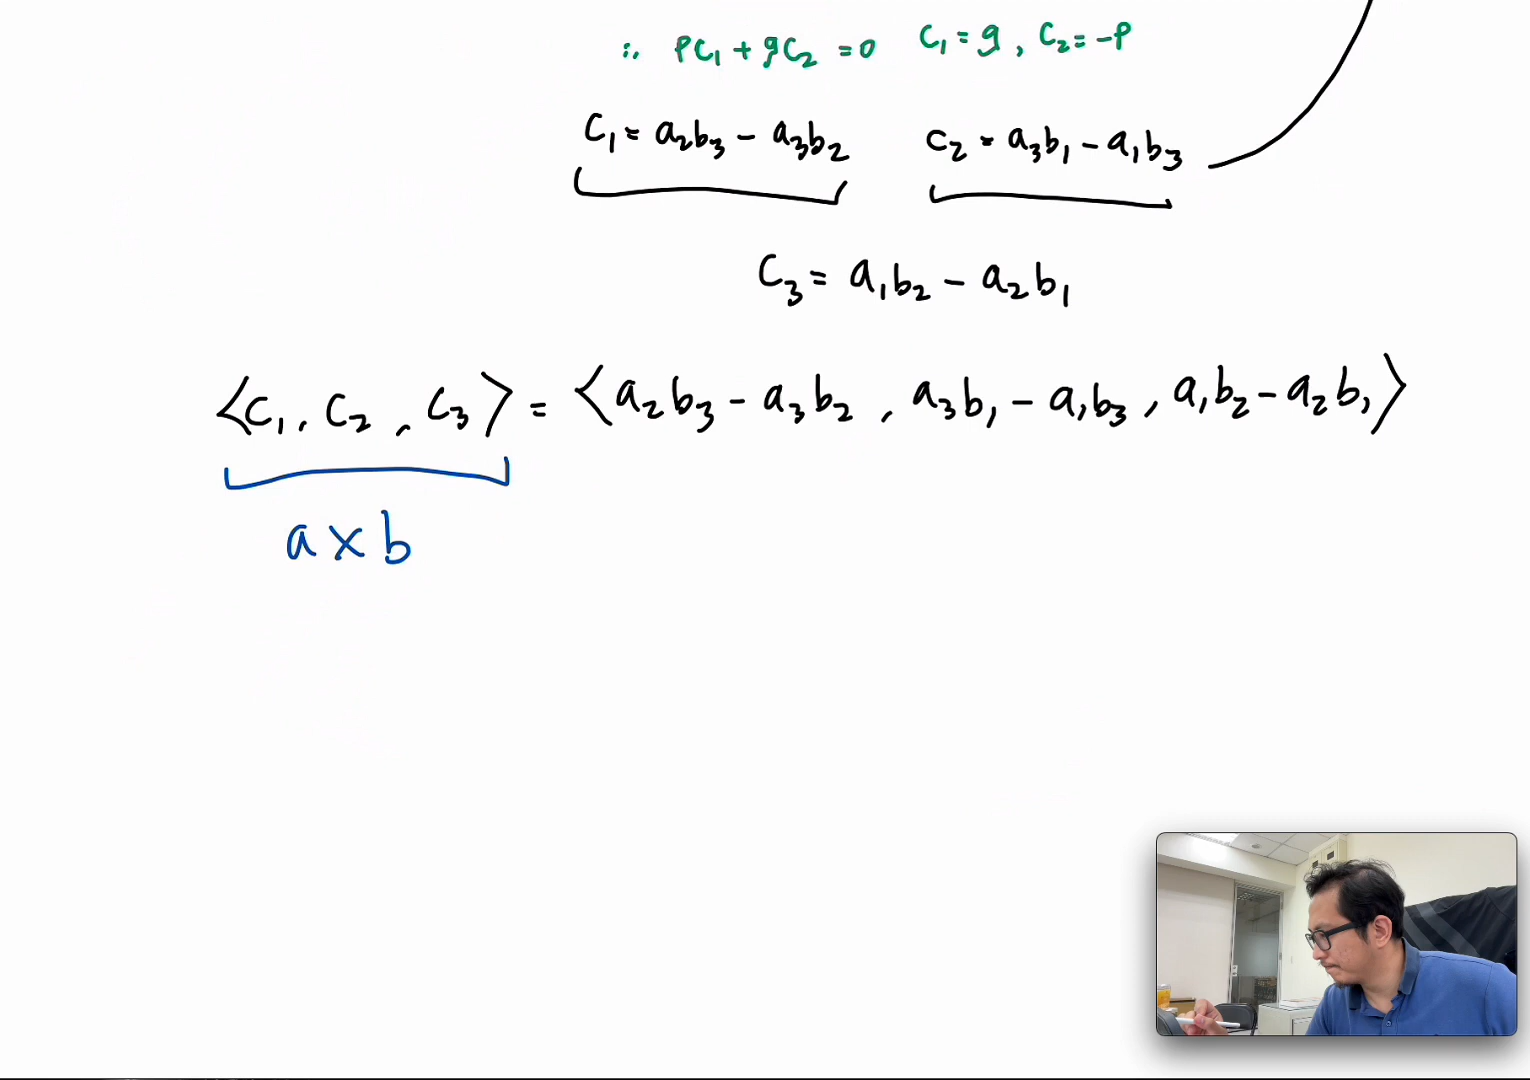 ∴ pc₁ + qc₂ = 0 c₁ = q , c₂ = -p
c₁ = a₂b₃ - a₃b₂ c₂ = a₃b₁ - a₁b₃
c₃ = a₁b₂ - a₂b₁
<c₁, c₂, c₃> = <a₂b₃ - a₃b₂, a₃b₁ - a₁b₃, a₁b₂ - a₂b₁>
a × b